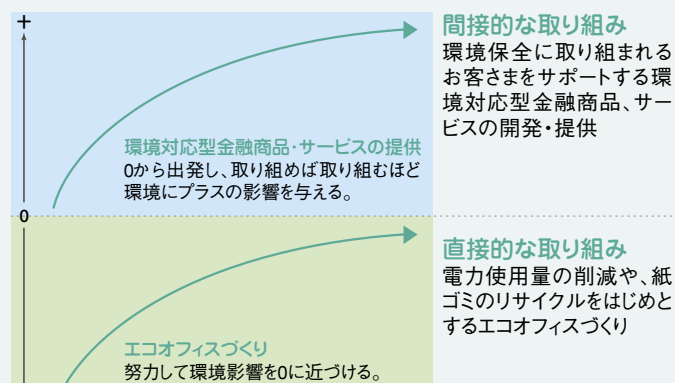 +
間接的な取り組み
環境保全に取り組まれる
お客さまをサポートする環
境対応型金融商品、サー
ビスの開発・提供
環境対応型金融商品・サービスの提供
0から出発し、取り組めば取り組むほど
環境にプラスの影響を与える。
0
直接的な取り組み
電力使用量の削減や、紙
ゴミのリサイクルをはじめと
するエコオフィスづくり
エコオフィスづくり
努力して環境影響を0に近づける。